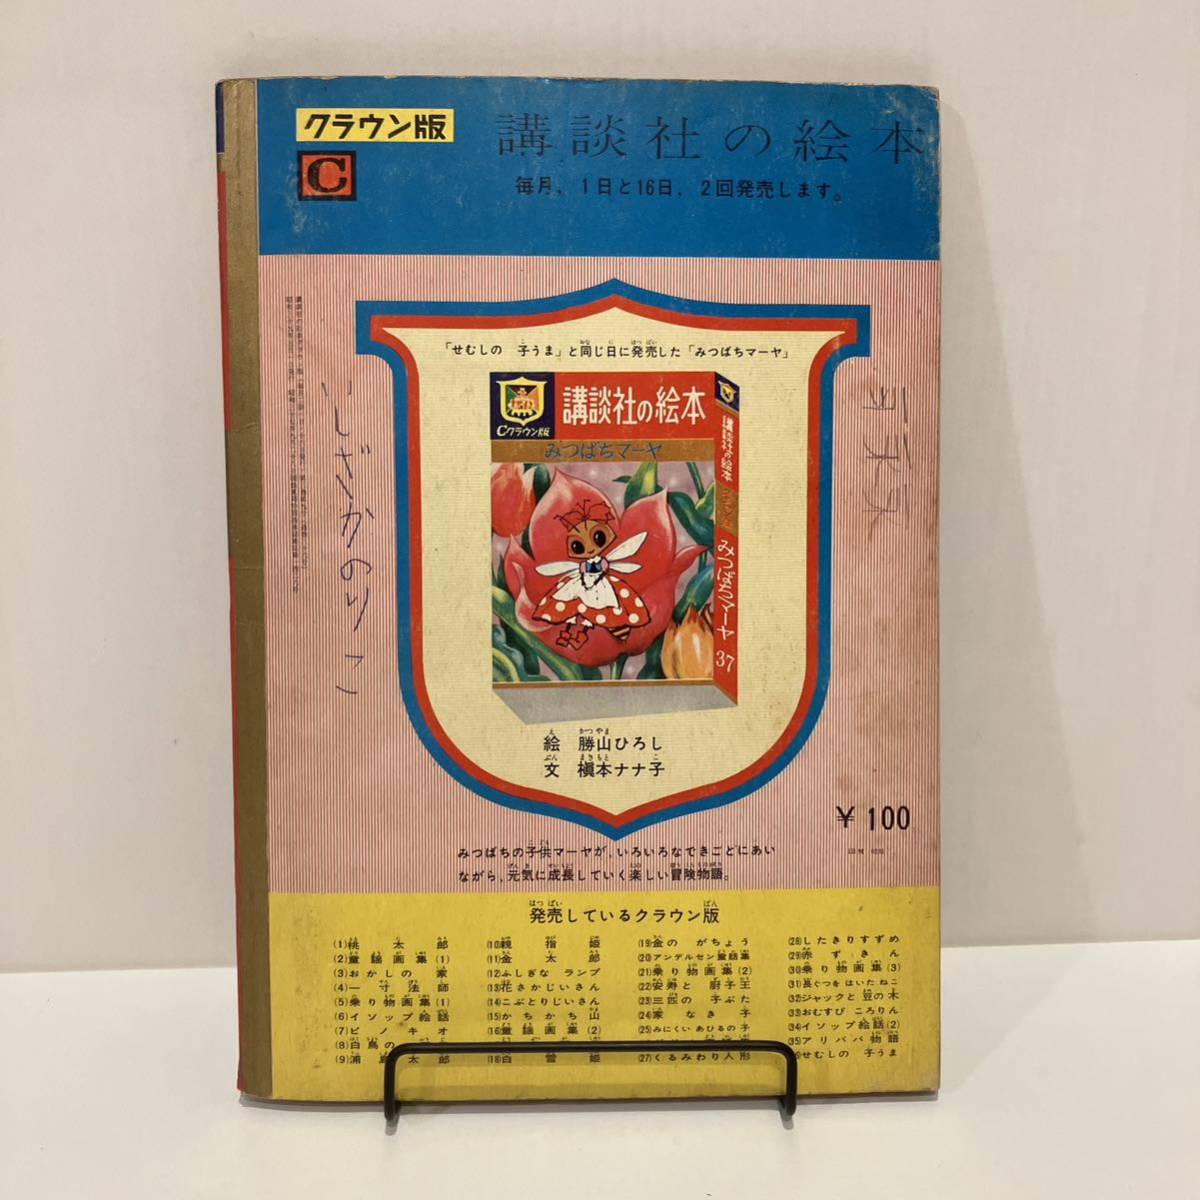 クラウン版
C
講談社の絵本
毎月、1日と16日、2回発売します。
「せむしの 子うま」と同じ日に発売した「みつばちマーヤ」
講談社の絵本
Cクラウン版
みつばちマーヤ
講談社の絵本
みつばちマーヤ
37
絵 勝山ひろし
文 槇本ナナ子
いしざかのりこ
¥100
みつばちの子供マーヤが、いろいろなできごとにあい
ながら、元気に成長していく楽しい冒険物語。
発売しているクラウン版
(1)桃太郎
(2)童謡画集(1)
(3)おかしの家
(4)一寸法師
(5)乗り物画集(1)
(6)イソップ絵話
(7)ピノキオ
(8)白鳥の
(9)浦島太郎
(10)親指姫
(11)金太郎
(12)ふしぎな ランプ
(13)花さかじいさん
(14)こぶとりじいさん
(15)かちかち山
(16)童謡画集(2)
(18)白雪姫
(19)金の がちょう
(20)アンデルセン童話集
(21)乗り物画集(2)
(22)安寿と 厨子王
(23)三匹の 子ぶた
(24)家なき子
(25)みにくい あひるの子
(27)くるみわり人形
(28)したきりすずめ
(29)赤ずきん
(30)乗り物画集(3)
(31)長ぐつを はいた ねこ
(32)ジャックと 豆の木
(33)おむすび ころりん
(34)イソップ絵話(2)
(35)アリババ物語
せむしの 子うま